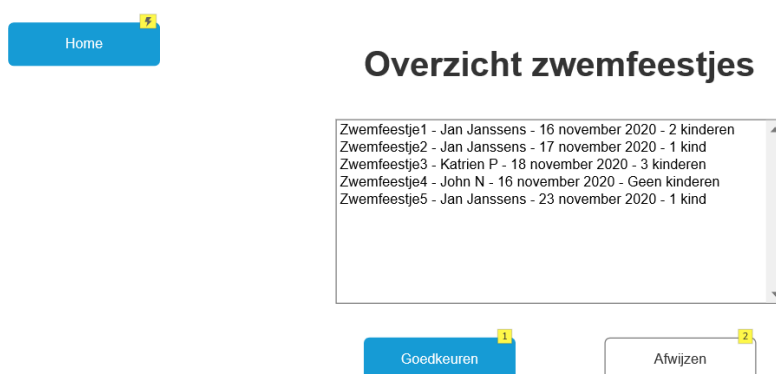 Home
Overzicht zwemfeestjes
Zwemfeestje1 - Jan Janssens - 16 november 2020 - 2 kinderen
Zwemfeestje2 - Jan Janssens - 17 november 2020 - 1 kind
Zwemfeestje3 - Katrien P - 18 november 2020 - 3 kinderen
Zwemfeestje4 - John N - 16 november 2020 - Geen kinderen
Zwemfeestje5 - Jan Janssens - 23 november 2020 - 1 kind
1
2
Goedkeuren
Afwijzen